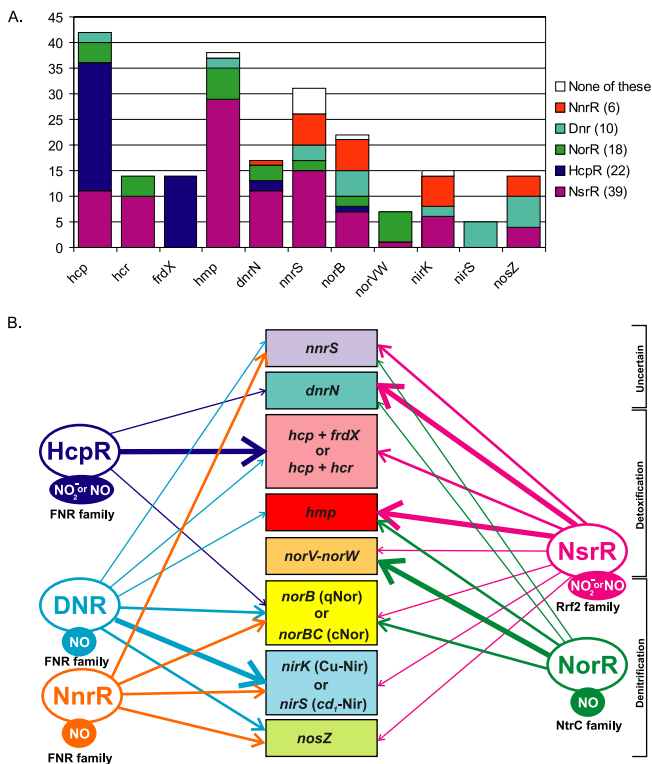 A.
45
40
35
30
25
20
15
10
5
0
hcp
hcr
frdX
hmp
dnrN
nnrS
norB
norVW
nirK
nirS
nosZ
None of these
NnrR (6)
Dnr (10)
NorR (18)
HcpR (22)
NsrR (39)
B.
nnrS
dnrN
hcp + frdX
or
hcp + hcr
hmp
norV-norW
norB (qNor)
or
norBC (cNor)
nirK (Cu-Nir)
or
nirS (cd₁-Nir)
nosZ
HcpR
NO₂⁻or NO
FNR family
DNR
NO
FNR family
NnrR
NO
FNR family
NsrR
NO₂⁻or NO
Rrf2 family
NorR
NO
NtrC family
Uncertain
Detoxification
Denitrification